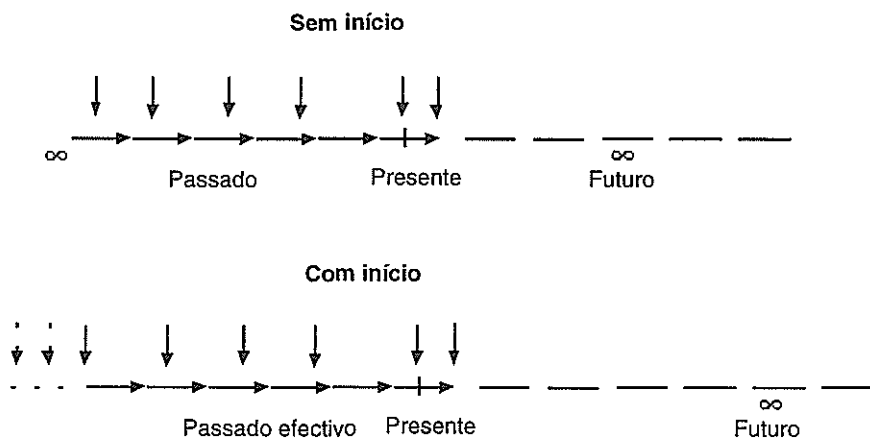 Sem início
∞
∞
Passado
Presente
Futuro
Com início
∞
Passado efectivo
Presente
Futuro